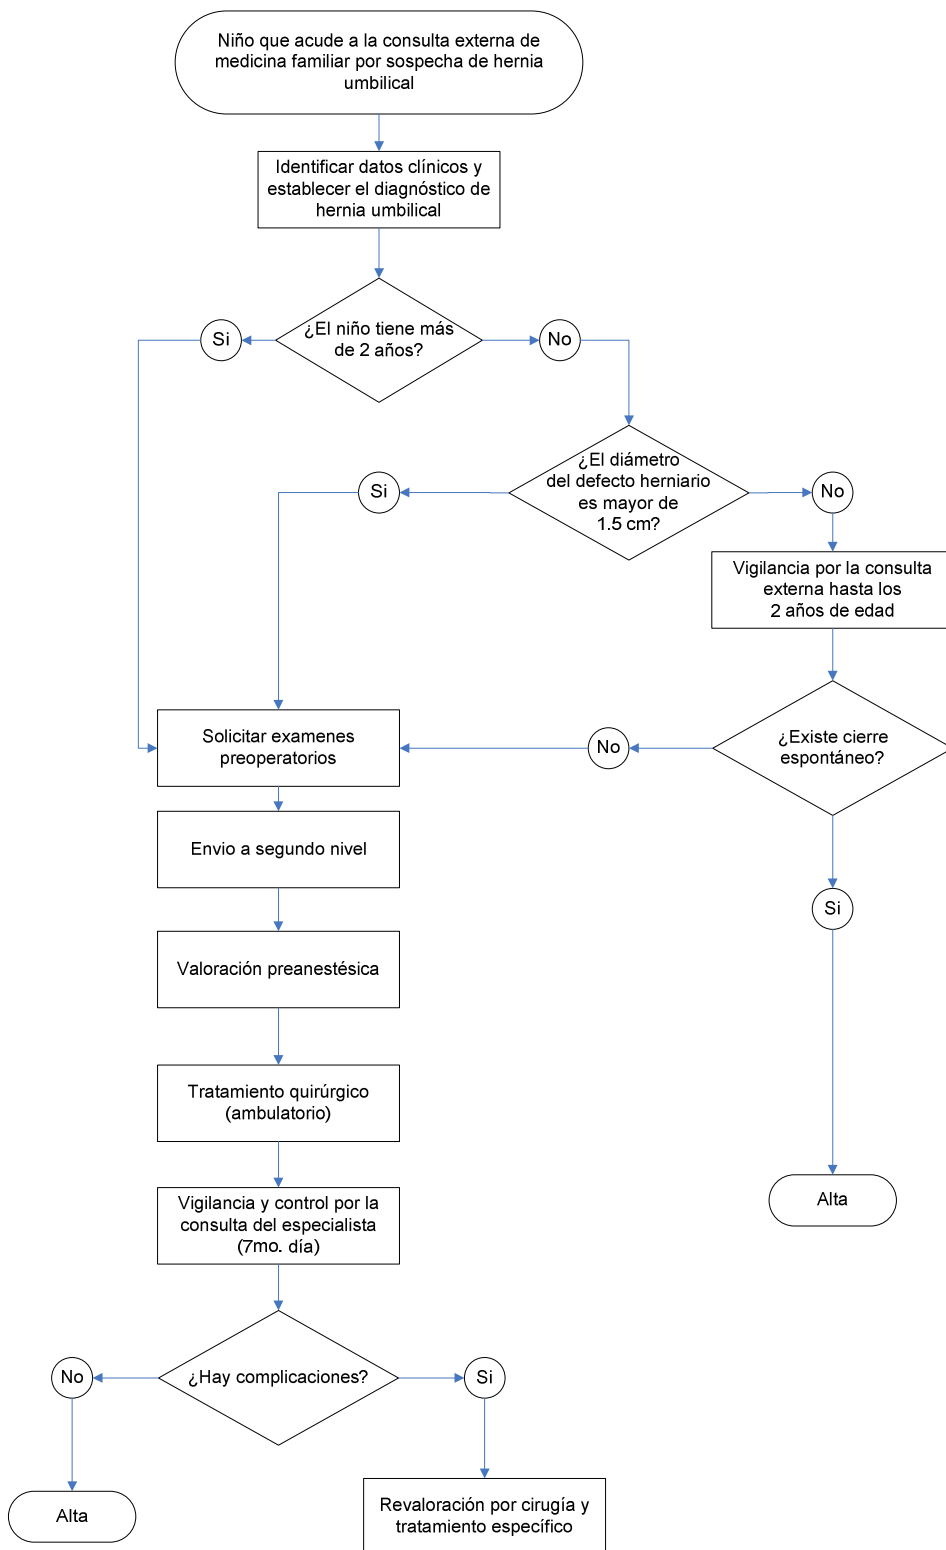 Niño que acude a la consulta externa de
medicina familiar por sospecha de hernia
umbilical
Identificar datos clínicos y
establecer el diagnóstico de
hernia umbilical
¿El niño tiene más
de 2 años?
Si
No
¿El diámetro
del defecto herniario
es mayor de
1.5 cm?
Si
No
Vigilancia por la consulta
externa hasta los
2 años de edad
¿Existe cierre
espontáneo?
No
Si
Alta
Solicitar examenes
preoperatorios
Envio a segundo nivel
Valoración preanestésica
Tratamiento quirúrgico
(ambulatorio)
Vigilancia y control por la
consulta del especialista
(7mo. día)
¿Hay complicaciones?
No
Si
Alta
Revaloración por cirugía y
tratamiento específico